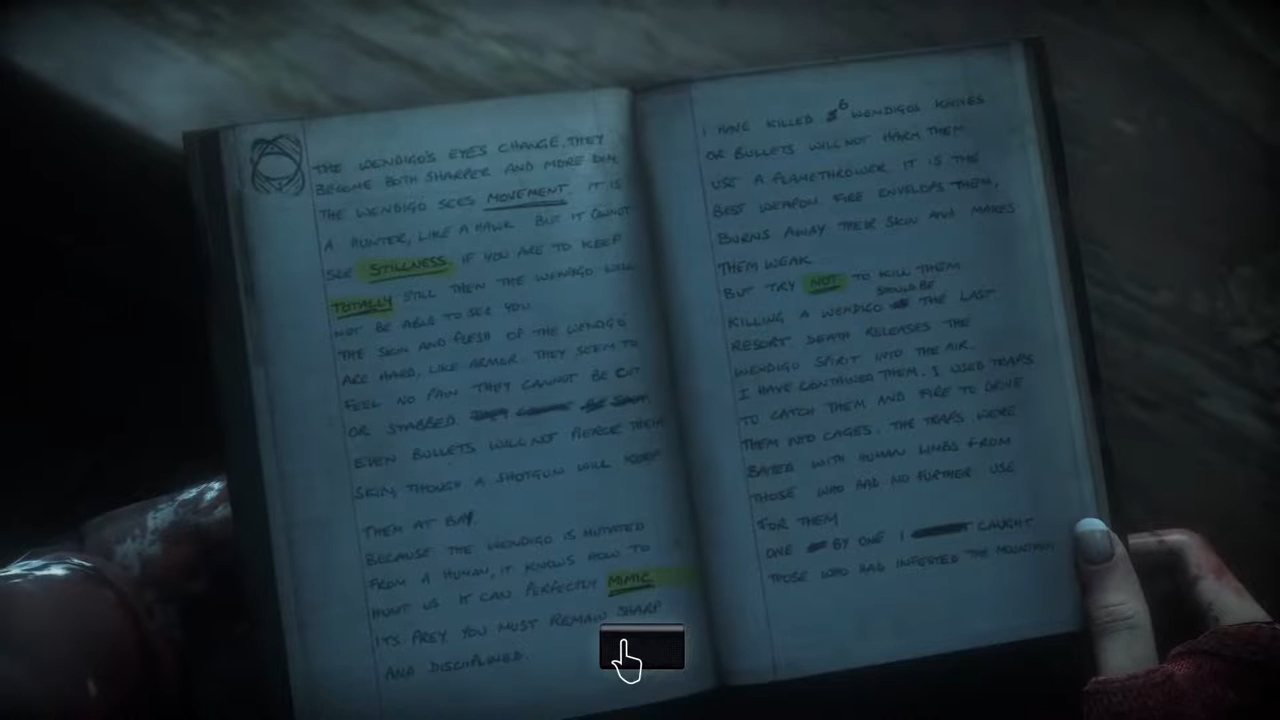 THE WENDIGO'S EYES CHANGE. THEY
BECOME BOTH SHARPER AND MORE DIM.
THE WENDIGO SEES MOVEMENT. IT IS
A HUNTER, LIKE A HAWK BUT IT CANNOT
SEE STILLNESS IF YOU ARE TO KEEP
TOTALLY STILL THEN THE WENDIGO WILL
NOT BE ABLE TO SEE YOU
THE SKIN AND FLESH OF THE WENDIGO
ARE HARD, LIKE ARMOR. THEY SEEM TO
FEEL NO PAIN THEY CANNOT BE CUT
OR STABBED.
EVEN BULLETS WILL NOT PIERCE THEIR
SKIN, THOUGH A SHOTGUN WILL KEEP
THEM AT BAY.
BECAUSE THE WENDIGO IS MUTATED
FROM A HUMAN, IT KNOWS HOW TO
HUNT US IT CAN PERFECTLY MIMIC
ITS PREY YOU MUST REMAIN SHARP
AND DISCIPLINED.
I HAVE KILLED 6 WENDIGOS KNIVES
OR BULLETS WILL NOT HARM THEM
USE A FLAMETHROWER. IT IS THE
BEST WEAPON. FIRE ENVELOPS THEM,
BURNS AWAY THEIR SKIN AND MAKES
THEM WEAK
BUT TRY NOT TO KILL THEM
KILLING A WENDIGO SHOULD BE THE LAST
RESORT. DEATH RELEASES THE
WENDIGO SPIRIT INTO THE AIR.
I HAVE CONTAINED THEM. I USED TRAPS
TO CATCH THEM AND FIRE TO DRIVE
THEM INTO CAGES. THE TRAPS WERE
BAITED WITH HUMAN LIMBS FROM
THOSE WHO HAD NO FURTHER USE
FOR THEM
ONE BY ONE I CAUGHT
THOSE WHO HAD INFESTED THE MOUNTAIN